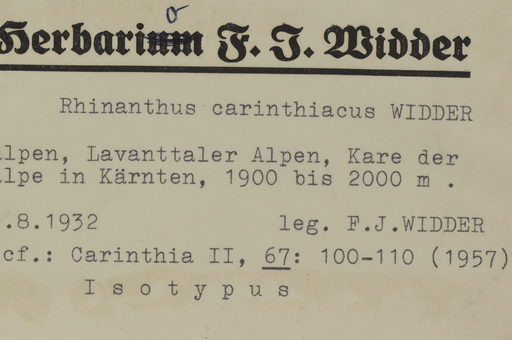 Herbarium F. J. Widder
Rhinanthus carinthiacus WIDDER
lpen, Lavanttaler Alpen, Kare der
lpe in Kärnten, 1900 bis 2000 m .
.8.1932 leg. F.J.WIDDER
cf.: Carinthia II, 67: 100-110 (1957)
I s o t y p u s